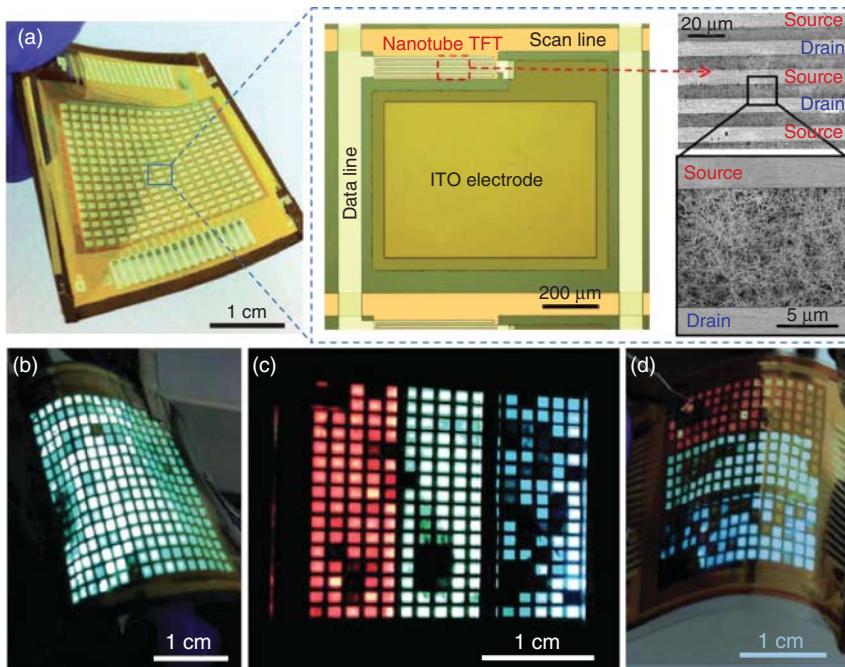 (a)
1 cm
Nanotube TFT
Scan line
Data line
ITO electrode
200 μm
20 μm
Source
Drain
Source
Drain
Source
Source
Drain
5 μm
(b)
1 cm
(c)
1 cm
(d)
1 cm